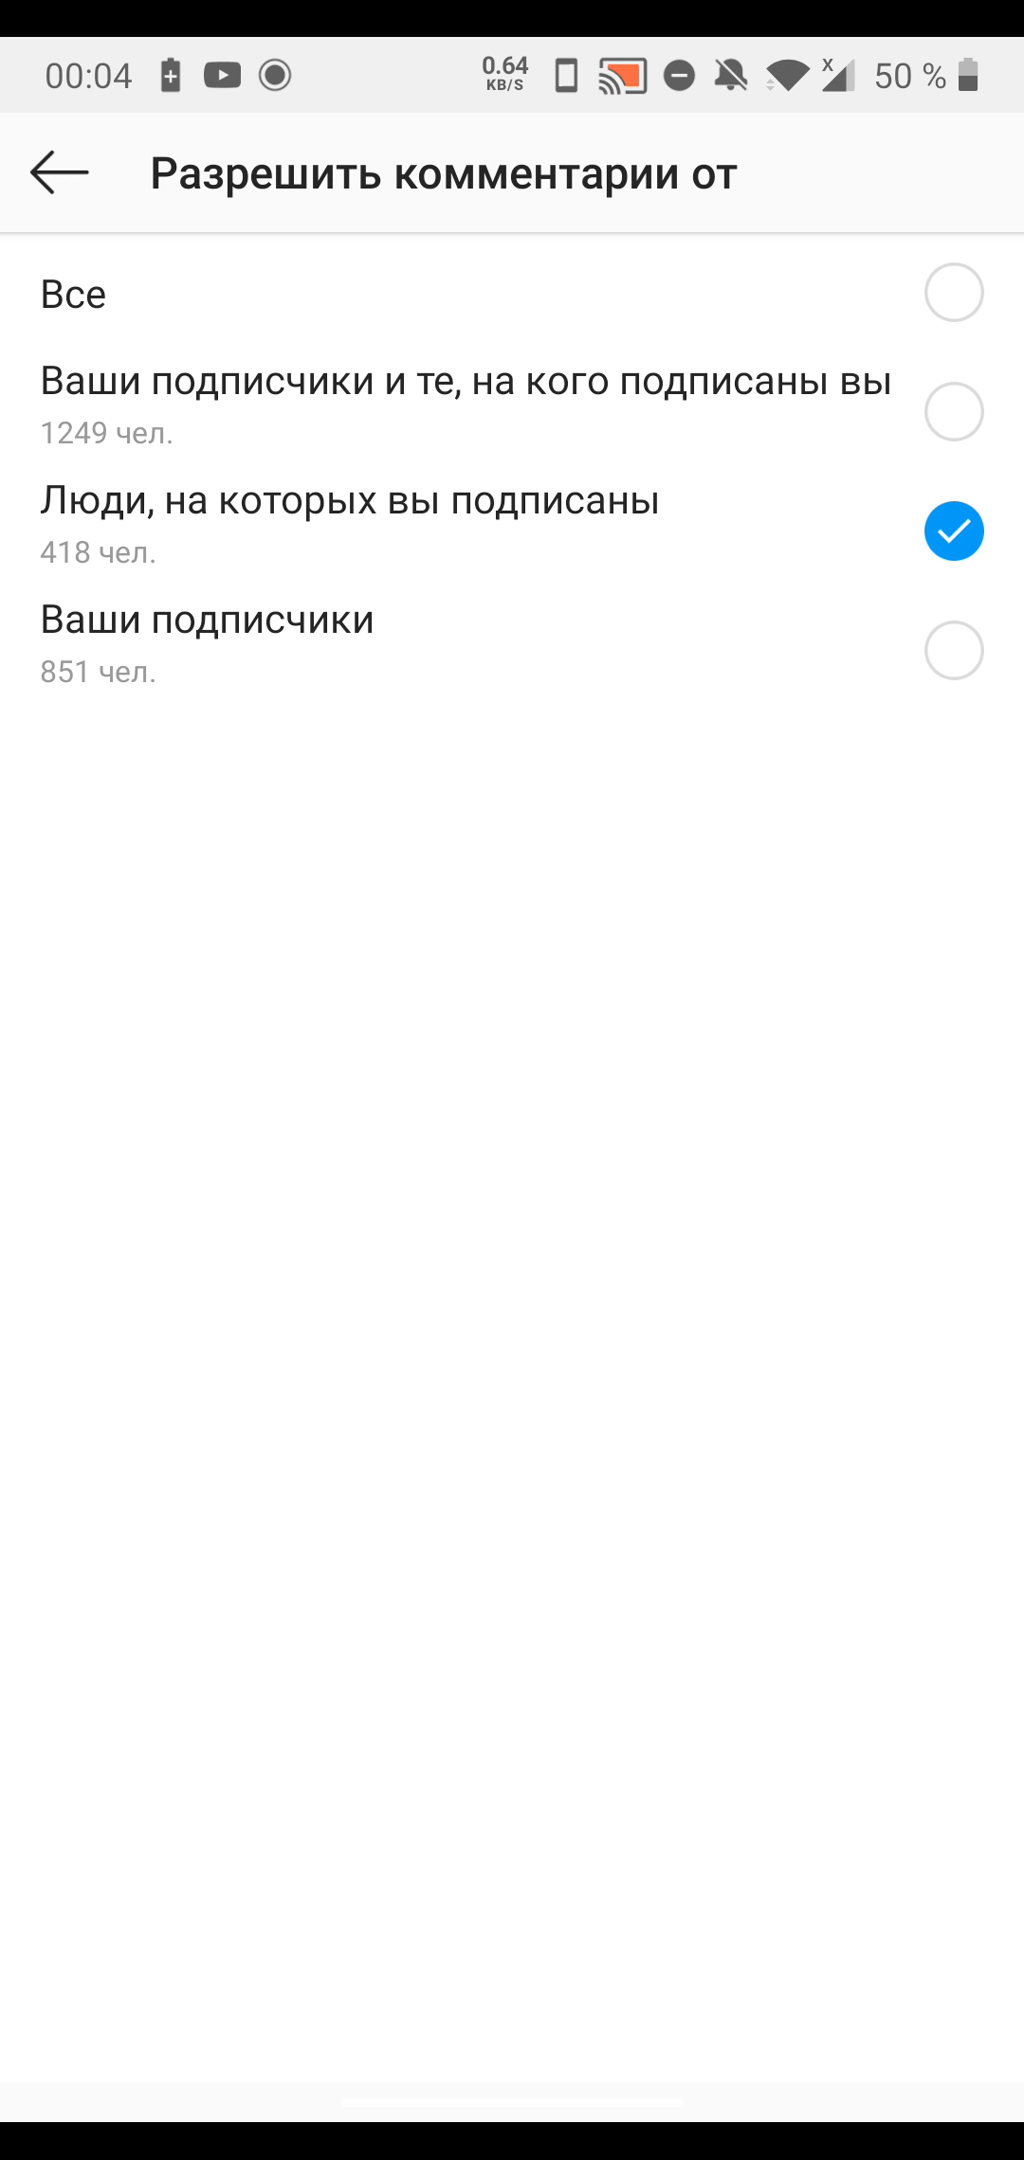 00:04 0.64 KB/S x 50 %
Разрешить комментарии от
Все
Ваши подписчики и те, на кого подписаны вы
1249 чел.
Люди, на которых вы подписаны
418 чел.
Ваши подписчики
851 чел.